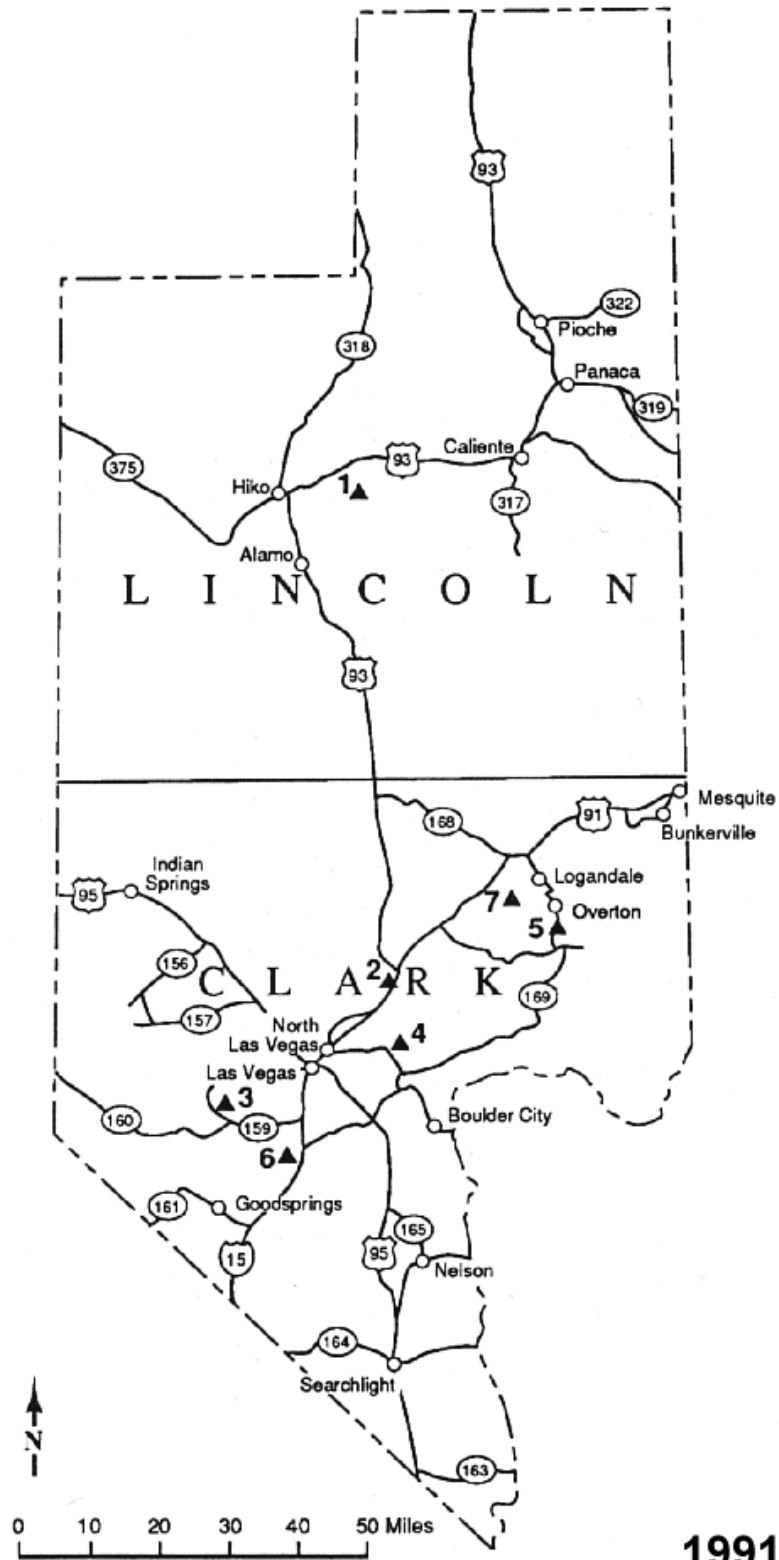 93
322
Pioche
318
Panaca
319
Caliente
93
375
Hiko
1
317
Alamo
L I N C O L N
93
Mesquite
91
168
Bunkerville
Indian
Springs
95
Logandale
7
Overton
5
156
C L A R K
2
169
157
North
Las Vegas
4
Las Vegas
3
Boulder City
160
159
6
161
Goodsprings
165
15
95
Nelson
164
Searchlight
N
163
0 10 20 30 40 50 Miles
1991